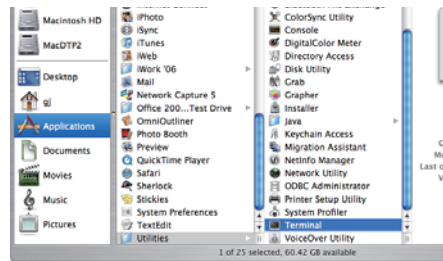 Macintosh HD
MacDTP2
Desktop
gj
Applications
Documents
Movies
Music
Pictures
iPhoto
iSync
iTunes
iWeb
iWork '06
Mail
Network Capture 5
Office 200...Test Drive
OmniOutliner
Photo Booth
Preview
QuickTime Player
Safari
Sherlock
Stickies
System Preferences
TextEdit
Utilities
ColorSync Utility
Console
DigitalColor Meter
Directory Access
Disk Utility
Grab
Grapher
Installer
Java
Keychain Access
Migration Assistant
NetInfo Manager
Network Utility
ODBC Administrator
Printer Setup Utility
System Profiler
Terminal
VoiceOver Utility
Last o
1 of 25 selected, 60.42 GB available